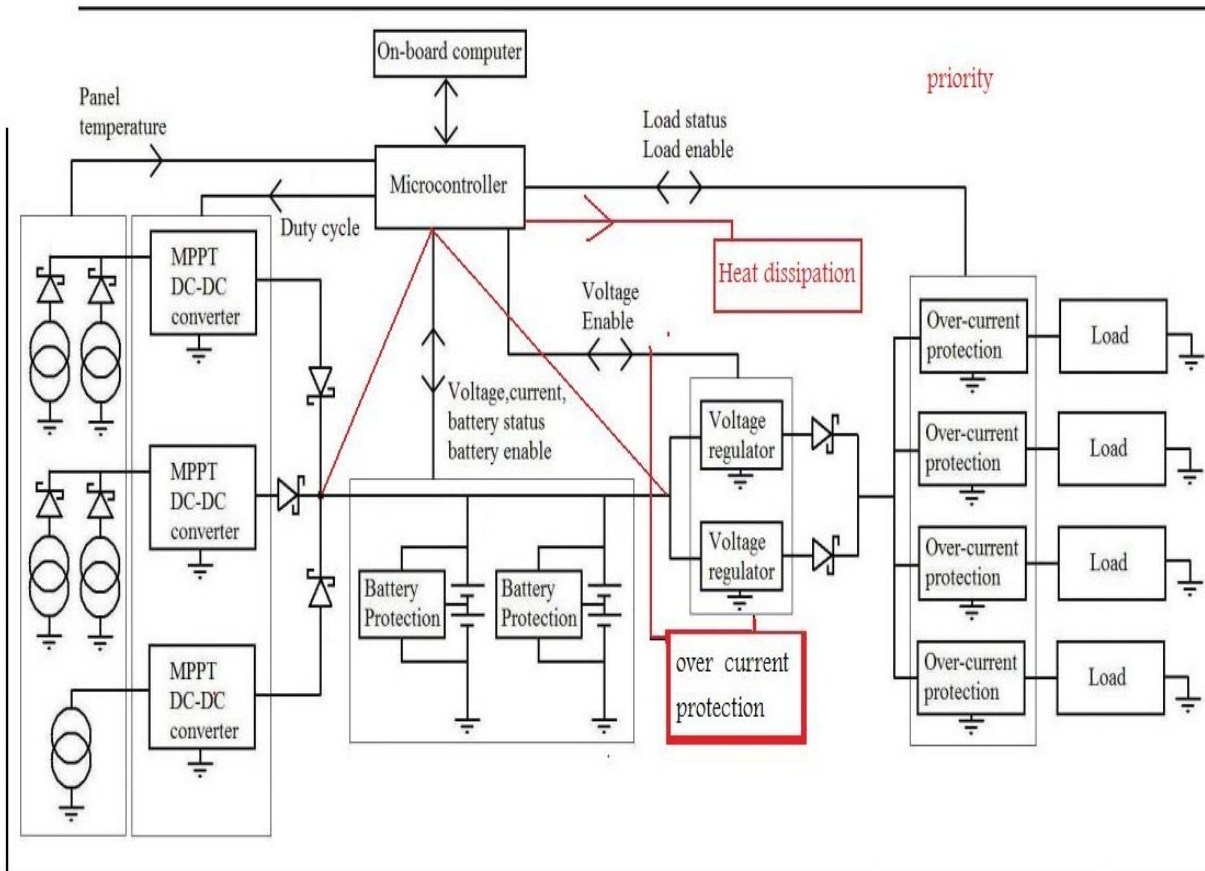 On-board computer
priority
Panel
temperature
Load status
Load enable
Microcontroller
Duty cycle
MPPT
DC-DC
converter
Heat dissipation
Voltage
Enable
Over-current
protection
Load
Voltage,current,
battery status
battery enable
Voltage
regulator
Over-current
protection
Load
MPPT
DC-DC
converter
Voltage
regulator
Over-current
protection
Load
Battery
Protection
Battery
Protection
MPPT
DC-DC
converter
over current
protection
Over-current
protection
Load